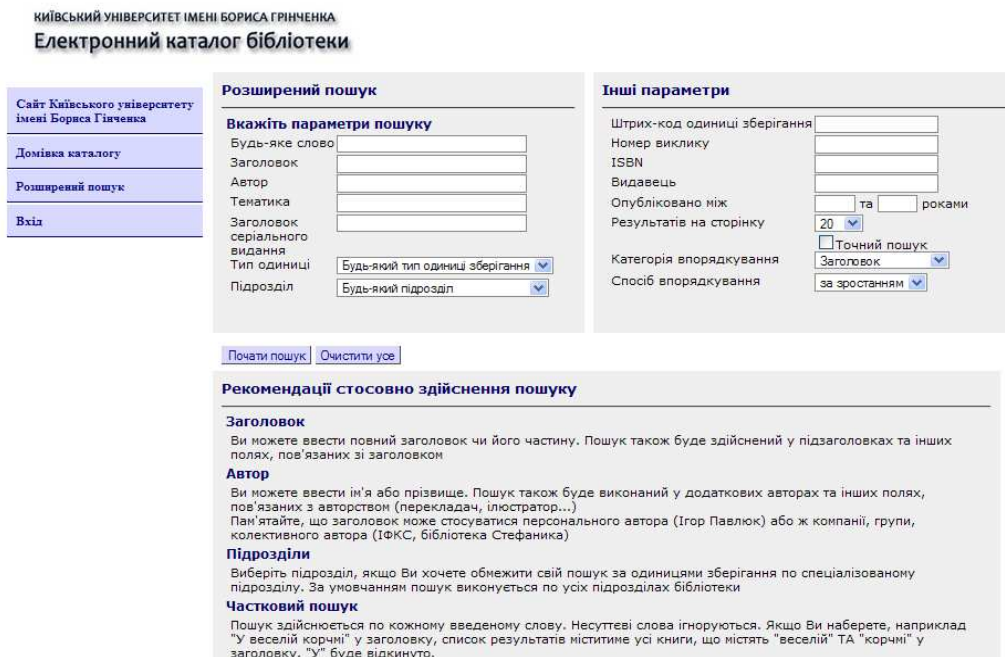 КИЇВСЬКИЙ УНІВЕРСИТЕТ ІМЕНІ БОРИСА ГРІНЧЕНКА
Електронний каталог бібліотеки
Сайт Київського університету
імені Бориса Гінченка
Домівка каталогу
Розширений пошук
Вхід
Розширений пошук
Вкажіть параметри пошуку
Будь-яке слово
Заголовок
Автор
Тематика
Заголовок
серіального
видання
Тип одиниці Будь-який тип одиниці зберігання
Підрозділ Будь-який підрозділ
Інші параметри
Штрих-код одиниці зберігання
Номер виклику
ISBN
Видавець
Опубліковано між та роками
Результатів на сторінку 20
Точний пошук
Категорія впорядкування Заголовок
Спосіб впорядкування за зростанням
Почати пошук Очистити усе
Рекомендації стосовно здійснення пошуку
Заголовок
Ви можете ввести повний заголовок чи його частину. Пошук також буде здійснений у підзаголовках та інших
полях, пов'язаних зі заголовком
Автор
Ви можете ввести ім'я або прізвище. Пошук також буде виконаний у додаткових авторах та інших полях,
пов'язаних з авторством (перекладач, ілюстратор...)
Пам'ятайте, що заголовок може стосуватися персонального автора (Ігор Павлюк) або ж компанії, групи,
колективного автора (ІФКС, бібліотека Стефаника)
Підрозділи
Виберіть підрозділ, якщо Ви хочете обмежити свій пошук за одиницями зберігання по спеціалізованому
підрозділу. За умовчанням пошук виконується по усіх підрозділах бібліотеки
Частковий пошук
Пошук здійснюється по кожному введеному слову. Несуттєві слова ігноруються. Якщо Ви наберете, наприклад
"У веселій корчмі" у заголовку, список результатів міститиме усі книги, що містять "веселій" ТА "корчмі" у
заголовку. "У" буде відкинуто.